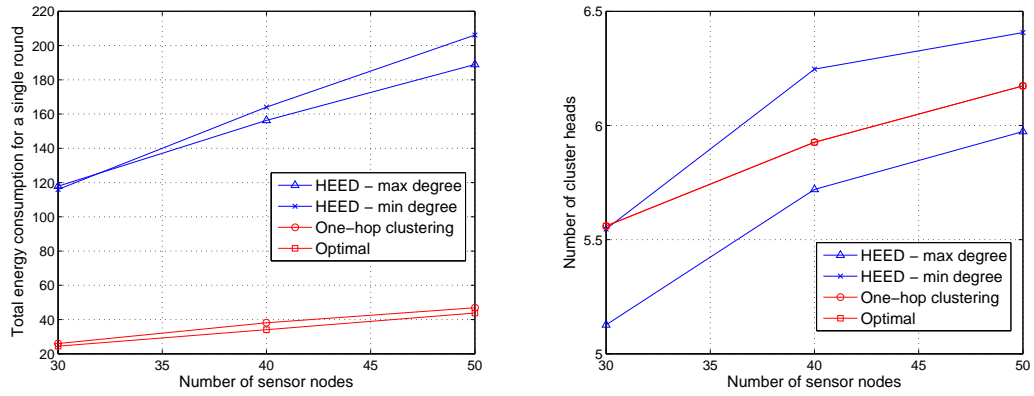 220
200
180
160
140
120
100
80
60
40
20
30
35
40
45
50
Total energy consumption for a single round
Number of sensor nodes
HEED − max degree
HEED − min degree
One−hop clustering
Optimal
6.5
6
5.5
5
30
35
40
45
50
Number of cluster heads
Number of sensor nodes
HEED − max degree
HEED − min degree
One−hop clustering
Optimal